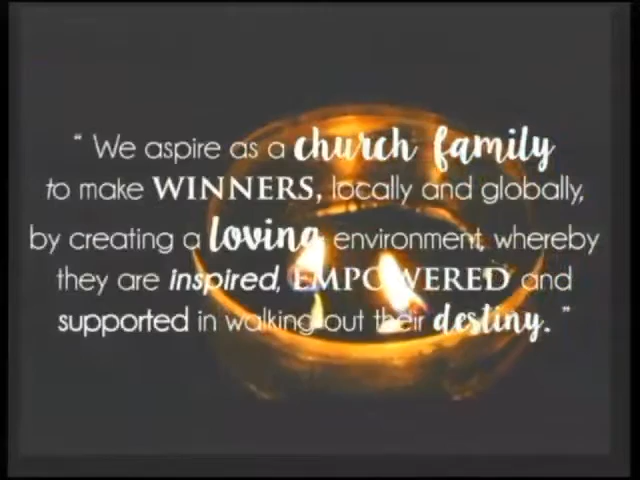 “ We aspire as a church family
to make WINNERS, locally and globally,
by creating a loving environment, whereby
they are inspired, EMPOWERED and
supported in walking out their destiny. ”